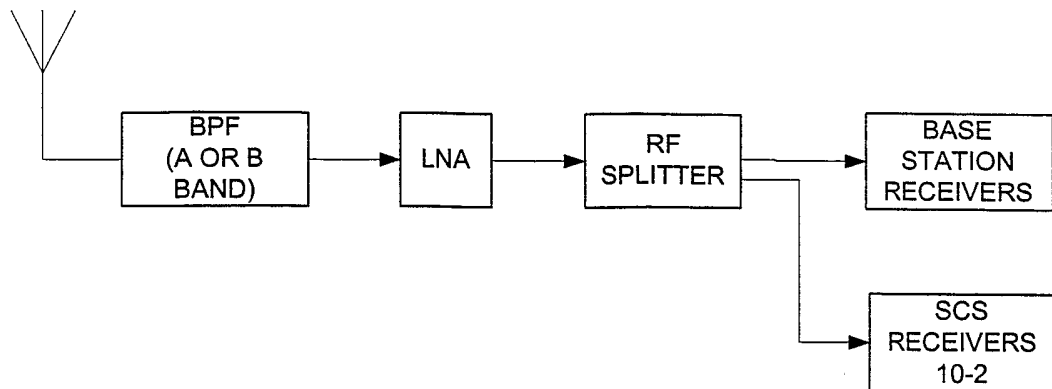 BPF
(A OR B
BAND)
LNA
RF
SPLITTER
BASE
STATION
RECEIVERS
SCS
RECEIVERS
10-2